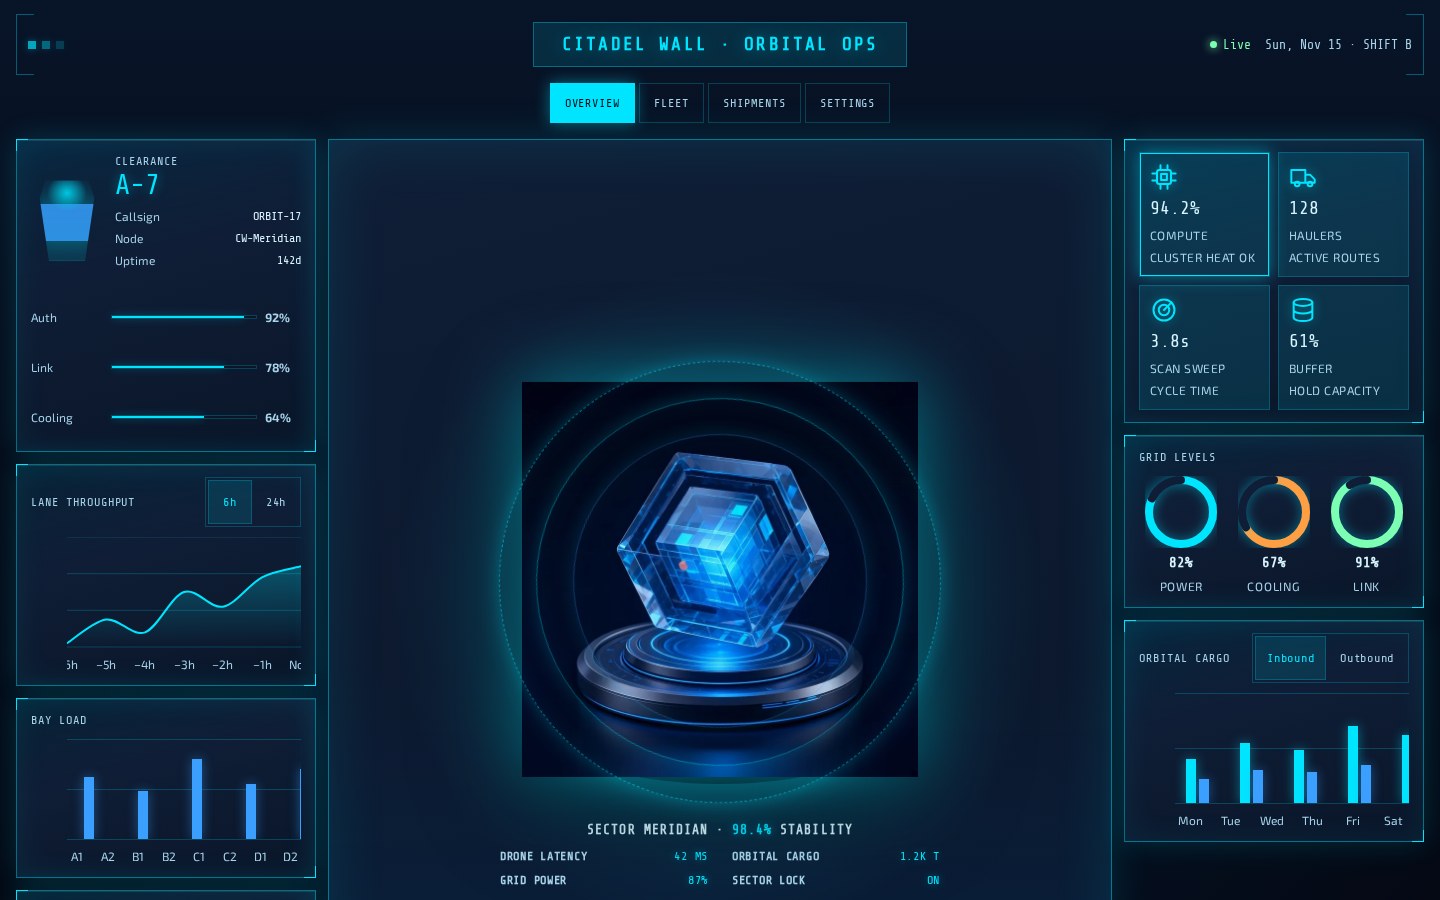 CITADEL WALL · ORBITAL OPS
Live Sun, Nov 15 · SHIFT B
OVERVIEW FLEET SHIPMENTS SETTINGS
CLEARANCE
A-7
Callsign ORBIT-17
Node CW-Meridian
Uptime 142d
Auth 92%
Link 78%
Cooling 64%
LANE THROUGHPUT 6h 24h
6h −5h −4h −3h −2h −1h
BAY LOAD
A1 A2 B1 B2 C1 C2 D1 D2
SECTOR MERIDIAN · 98.4% STABILITY
DRONE LATENCY 42 MS ORBITAL CARGO 1.2K T
GRID POWER 87% SECTOR LOCK ON
94.2%
COMPUTE
CLUSTER HEAT OK
128
HAULERS
ACTIVE ROUTES
3.8s
SCAN SWEEP
CYCLE TIME
61%
BUFFER
HOLD CAPACITY
GRID LEVELS
82% 67% 91%
POWER COOLING LINK
ORBITAL CARGO Inbound Outbound
Mon Tue Wed Thu Fri Sat